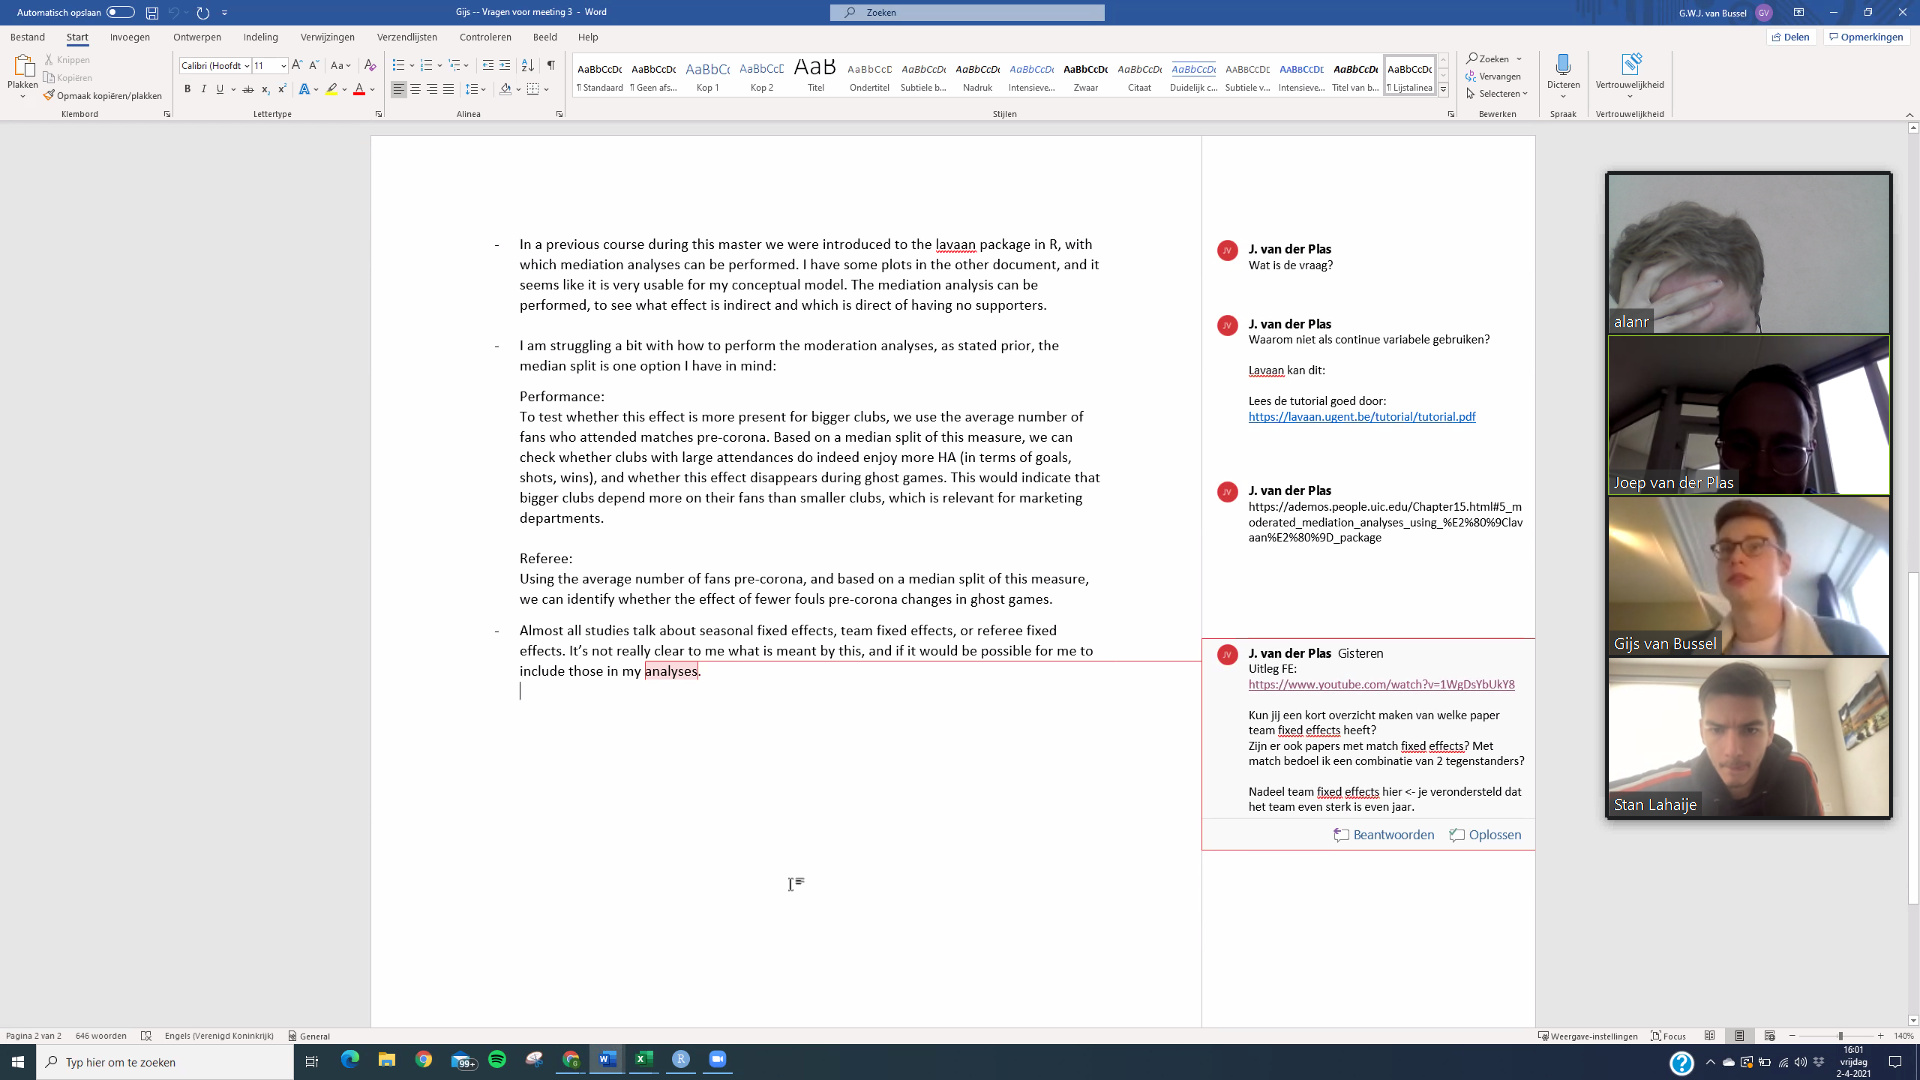 Automatisch opslaan
Gijs -- Vragen voor meeting 3 - Word
Zoeken
G.W.J. van Bussel
GV
Bestand Start Invoegen Ontwerpen Indeling Verwijzingen Verzendlijsten Controleren Beeld Help
Delen Opmerkingen
Plakken
Knippen
Kopiëren
Opmaak kopiëren/plakken
Klembord
Calibri (Hoofdt 11
Lettertype
Alinea
AaBbCcDc AaBbCcDc AaBbCc AaBbCcD AaB AaBbCcD AaBbCcDc AaBbCcDc AaBbCcDc AaBbCcDc AaBbCcDc AaBbCcDc AaBbCcDc AaBbCcDc AaBbCcDc AaBbCcDc
¶ Standaard ¶ Geen afs... Kop 1 Kop 2 Titel Ondertitel Subtiele b... Nadruk Intensieve... Zwaar Citaat Duidelijk c... Subtiele v... Intensieve... Titel van b... ¶ Lijstalinea
Stijlen
Zoeken
Vervangen
Selecteren
Bewerken
Dicteren
Spraak
Vertrouwelijkheid
Vertrouwelijkheid
- In a previous course during this master we were introduced to the lavaan package in R, with
which mediation analyses can be performed. I have some plots in the other document, and it
seems like it is very usable for my conceptual model. The mediation analysis can be
performed, to see what effect is indirect and which is direct of having no supporters.
- I am struggling a bit with how to perform the moderation analyses, as stated prior, the
median split is one option I have in mind:
Performance:
To test whether this effect is more present for bigger clubs, we use the average number of
fans who attended matches pre-corona. Based on a median split of this measure, we can
check whether clubs with large attendances do indeed enjoy more HA (in terms of goals,
shots, wins), and whether this effect disappears during ghost games. This would indicate that
bigger clubs depend more on their fans than smaller clubs, which is relevant for marketing
departments.
Referee:
Using the average number of fans pre-corona, and based on a median split of this measure,
we can identify whether the effect of fewer fouls pre-corona changes in ghost games.
- Almost all studies talk about seasonal fixed effects, team fixed effects, or referee fixed
effects. It's not really clear to me what is meant by this, and if it would be possible for me to
include those in my analyses.
JV J. van der Plas
Wat is de vraag?
JV J. van der Plas
Waarom niet als continue variabele gebruiken?
Lavaan kan dit:
Lees de tutorial goed door:
https://lavaan.ugent.be/tutorial/tutorial.pdf
JV J. van der Plas
https://ademos.people.uic.edu/Chapter15.html#5_m
oderated_mediation_analyses_using_%E2%80%9Clav
aan%E2%80%9D_package
JV J. van der Plas Gisteren
Uitleg FE:
https://www.youtube.com/watch?v=1WgDsYbUkY8
Kun jij een kort overzicht maken van welke paper
team fixed effects heeft?
Zijn er ook papers met match fixed effects? Met
match bedoel ik een combinatie van 2 tegenstanders?
Nadeel team fixed effects hier <- je verondersteld dat
het team even sterk is even jaar.
Beantwoorden Oplossen
alanr
Joep van der Plas
Gijs van Bussel
Stan Lahaije
Pagina 2 van 2 646 woorden Engels (Verenigd Koninkrijk) General
Weergave-instellingen Focus 140%
Typ hier om te zoeken
99+
16:01
vrijdag
2-4-2021